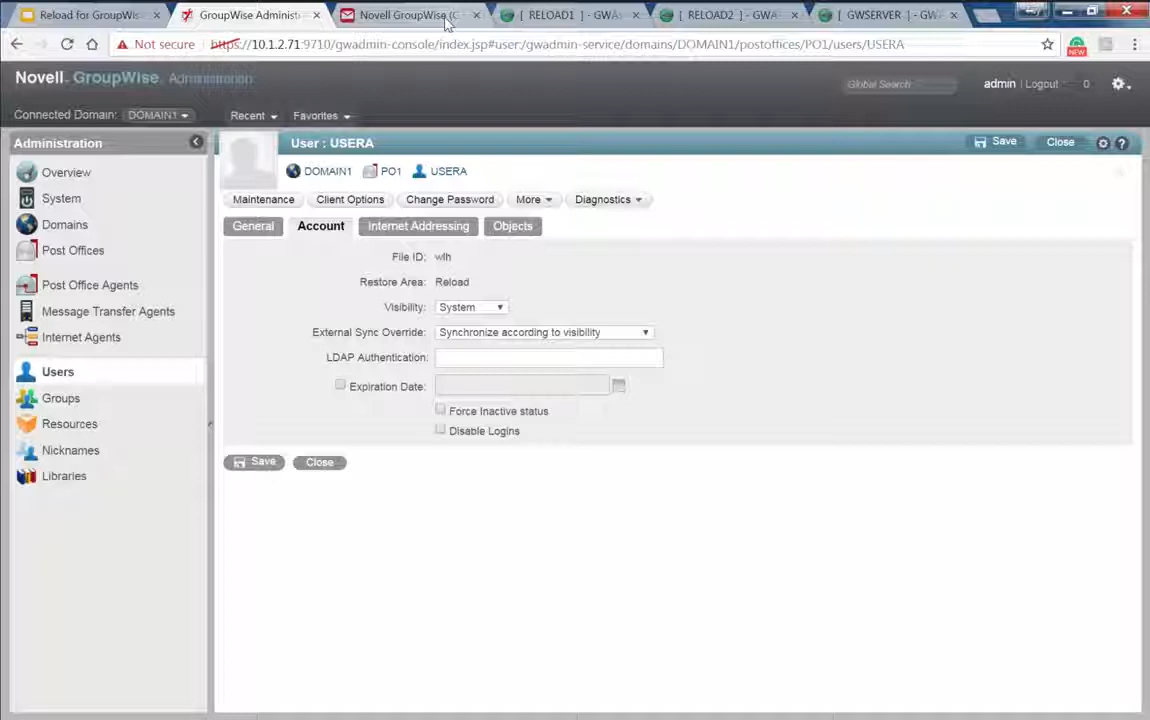 Reload for GroupWise
GroupWise Administ
Novell GroupWise (C
[ RELOAD1 ] - GWA
[ RELOAD2 ] - GWA
[ GWSERVER ] - GW
Not secure https://10.1.2.71:9710/gwadmin-console/index.jsp#user:/gwadmin-service/domains/DOMAIN1/postoffices/PO1/users/USERA
NEW
Novell GroupWise Administration
Global Search
admin Logout 0
Connected Domain: DOMAIN1
Recent
Favorites
Administration
User : USERA
Save
Close
Overview
System
Domains
Post Offices
Post Office Agents
Message Transfer Agents
Internet Agents
Users
Groups
Resources
Nicknames
Libraries
DOMAIN1 PO1 USERA
Maintenance Client Options Change Password More Diagnostics
General Account Internet Addressing Objects
File ID: wlh
Restore Area: Reload
Visibility: System
External Sync Override: Synchronize according to visibility
LDAP Authentication:
Expiration Date:
Force Inactive status
Disable Logins
Save Close